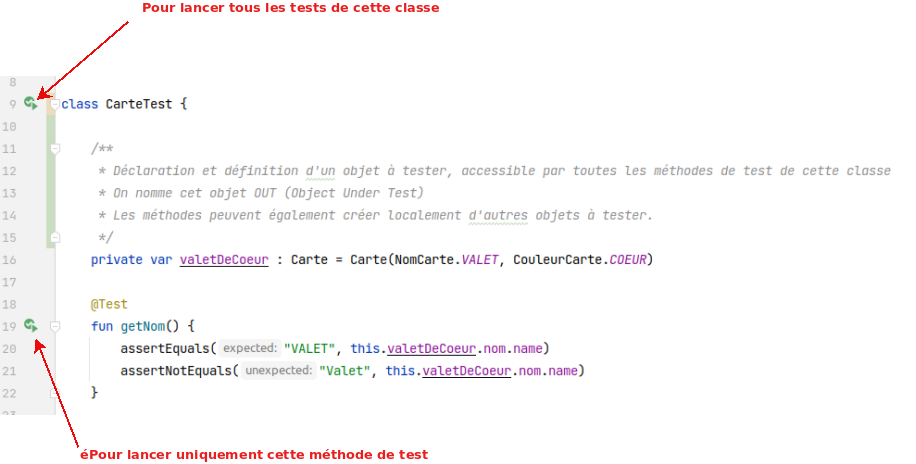 Pour lancer tous les tests de cette classe
8
9 class CarteTest {
10
11 /**
12 * Déclaration et définition d'un objet à tester, accessible par toutes les méthodes de test de cette classe
13 * On nomme cet objet OUT (Object Under Test)
14 * Les méthodes peuvent également créer localement d'autres objets à tester.
15 */
16 private var valetDeCoeur : Carte = Carte(NomCarte.VALET, CouleurCarte.COEUR)
17
18 @Test
19 fun getNom() {
20 assertEquals( expected: "VALET", this.valetDeCoeur.nom.name)
21 assertNotEquals( unexpected: "Valet", this.valetDeCoeur.nom.name)
22 }
23
éPour lancer uniquement cette méthode de test